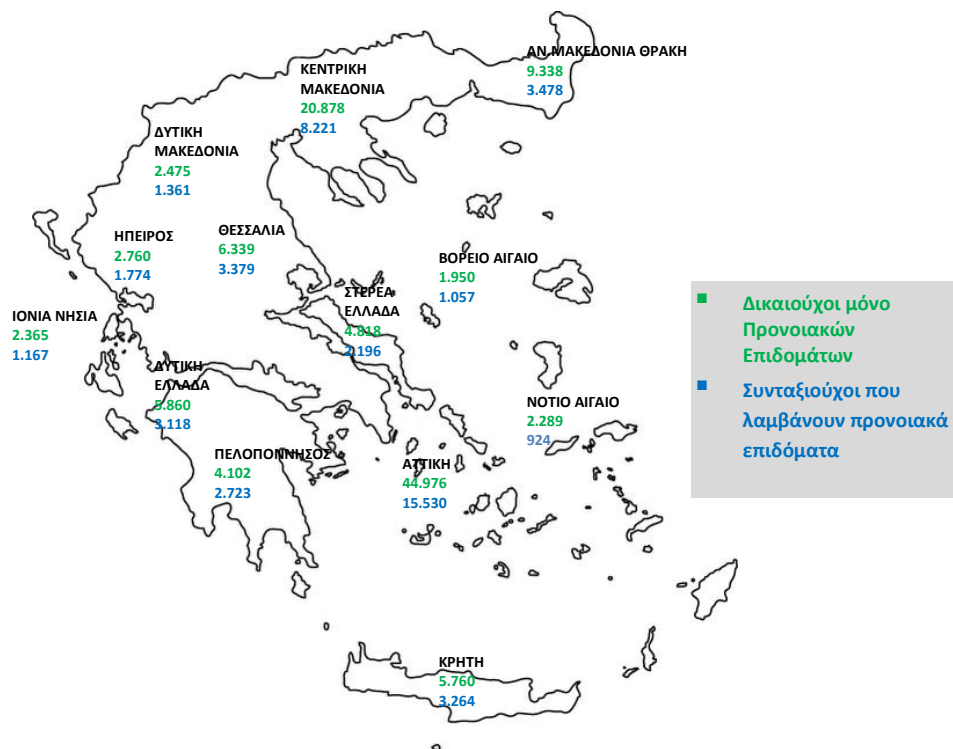 ΑΝ.ΜΑΚΕΔΟΝΙΑ ΘΡΑΚΗ
9.338
3.478
ΚΕΝΤΡΙΚΗ
ΜΑΚΕΔΟΝΙΑ
20.878
8.221
ΔΥΤΙΚΗ
ΜΑΚΕΔΟΝΙΑ
2.475
1.361
ΗΠΕΙΡΟΣ
2.760
1.774
ΘΕΣΣΑΛΙΑ
6.339
3.379
ΒΟΡΕΙΟ ΑΙΓΑΙΟ
1.950
1.057
ΣΤΕΡΕΑ
ΕΛΛΑΔΑ
4.818
2.196
ΙΟΝΙΑ ΝΗΣΙΑ
2.365
1.167
ΔΥΤΙΚΗ
ΕΛΛΑΔΑ
5.860
3.118
ΝΟΤΙΟ ΑΙΓΑΙΟ
2.289
924
ΠΕΛΟΠΟΝΝΗΣΟΣ
4.102
2.723
ΑΤΤΙΚΗ
44.976
15.530
ΚΡΗΤΗ
5.760
3.264
Δικαιούχοι μόνο
Προνοιακών
Επιδομάτων
Συνταξιούχοι που
λαμβάνουν προνοιακά
επιδόματα